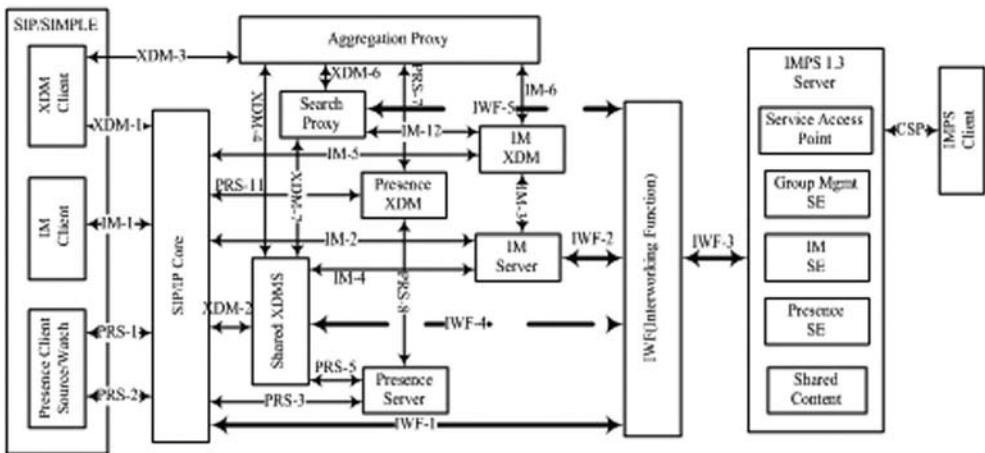 SIP/SIMPLE
XDM
Client
IM
Client
Presence Client
Source/Watch
XDM-3
XDM-1
IM-1
PRS-1
PRS-2
SIP/IP Core
Aggregation Proxy
XDM-4
XDM-6
PRS-7
IM-6
Search
Proxy
IWF-5
IM-12
IM
XDM
IM-5
PRS-11
XDM-7
Presence
XDM
IM-3
IM-2
IM
Server
IWF-2
IM-4
PRS-8
XDM-2
Shared XDMS
IWF-4
PRS-5
PRS-3
Presence
Server
IWF-1
IWF(Interworking Function)
IWF-3
IMPS 1.3
Server
Service Access
Point
Group Mgmt
SE
IM
SE
Presence
SE
Shared
Content
CSP
IMPS
Client